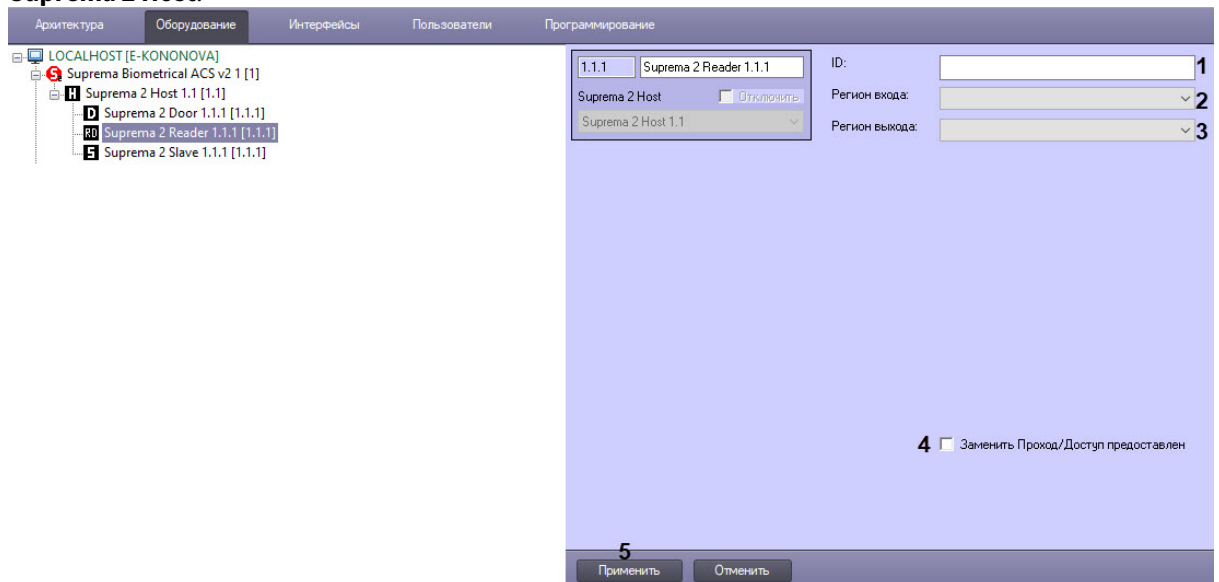 Suprema 2 Host.
Архитектура Оборудование Интерфейсы Пользователи Программирование
LOCALHOST [E-KONONOVA]
Suprema Biometrical ACS v2 1 [1]
H Suprema 2 Host 1.1 [1.1]
D Suprema 2 Door 1.1.1 [1.1.1]
RD Suprema 2 Reader 1.1.1 [1.1.1]
S Suprema 2 Slave 1.1.1 [1.1.1]
1.1.1 Suprema 2 Reader 1.1.1
Suprema 2 Host Отключить
Suprema 2 Host 1.1
ID: 1
Регион входа: 2
Регион выхода: 3
4 Заменить Проход/Доступ предоставлен
5
Применить Отменить